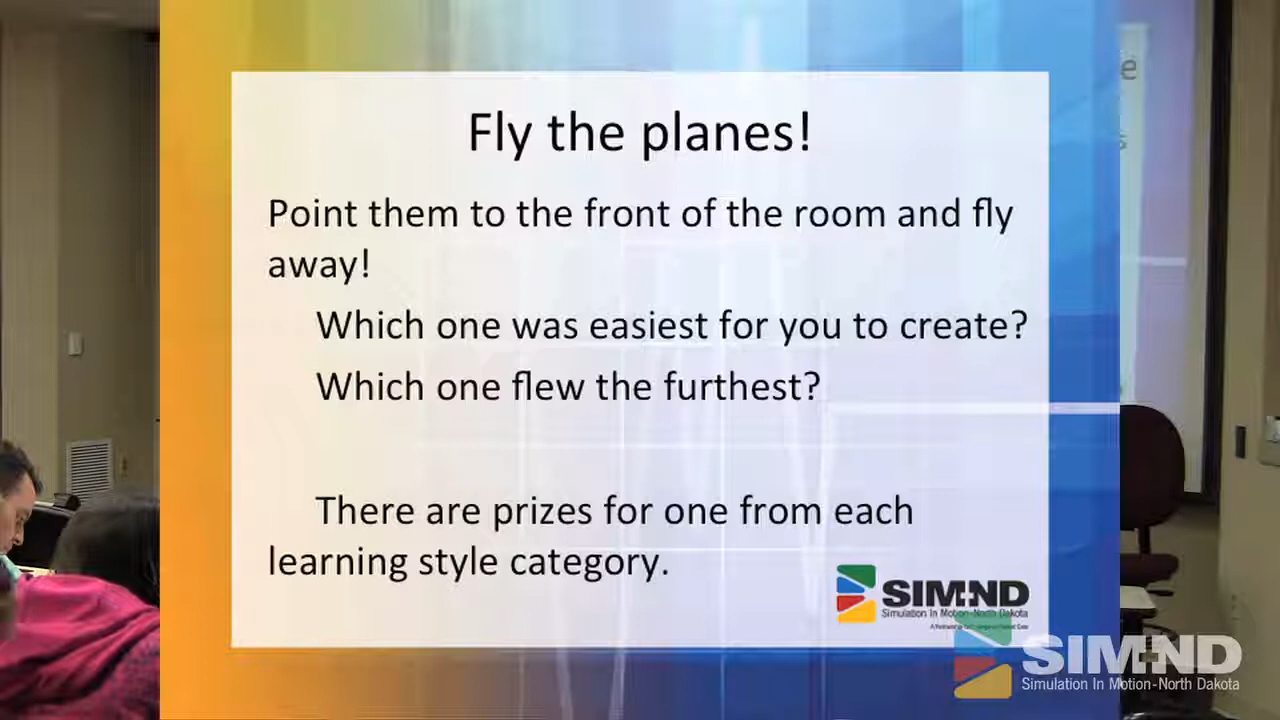 Fly the planes!
Point them to the front of the room and fly
away!
Which one was easiest for you to create?
Which one flew the furthest?
There are prizes for one from each
learning style category.
SIM-ND
Simulation In Motion-North Dakota
SIM-ND
Simulation In Motion-North Dakota